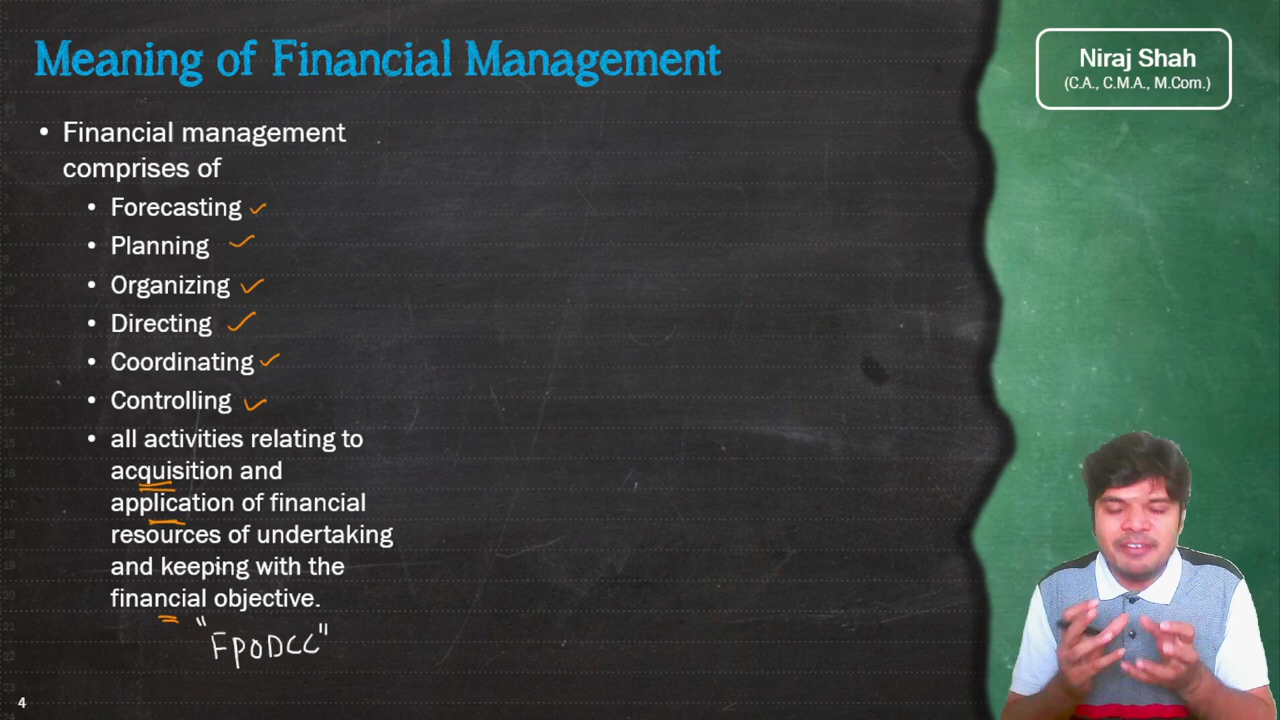 Meaning of Financial Management
Niraj Shah
(C.A., C.M.A., M.Com.)
• Financial management
comprises of
• Forecasting
• Planning
• Organizing
• Directing
• Coordinating
• Controlling
• all activities relating to
acquisition and
application of financial
resources of undertaking
and keeping with the
financial objective.
"FPODCC"
4